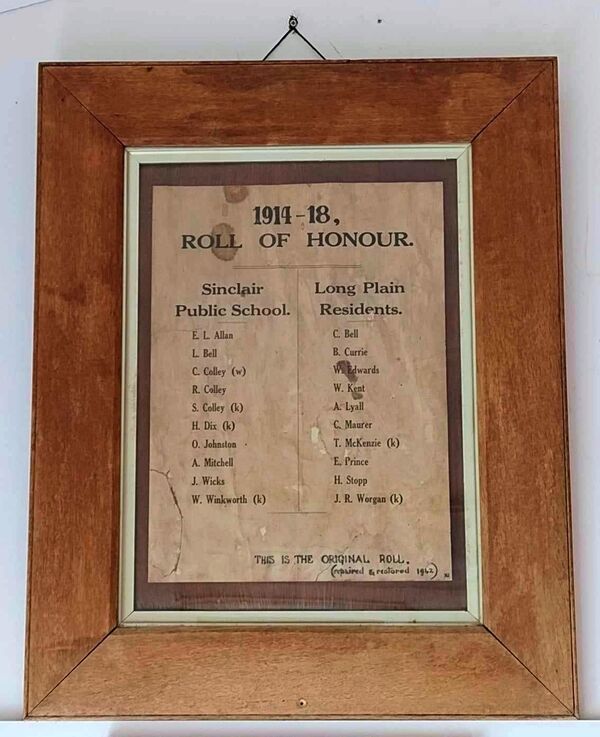 1914-18,
ROLL OF HONOUR.
Sinclair
Public School.
E. L. Allan
L. Bell
C. Colley (w)
R. Colley
S. Colley (k)
H. Dix (k)
O. Johnston
A. Mitchell
J. Wicks
W. Winkworth (k)
Long Plain
Residents.
C. Bell
B. Currie
W. Edwards
W. Kent
A. Lyall
C. Maurer
T. McKenzie (k)
E. Prince
H. Stopp
J. R. Worgan (k)
THIS IS THE ORIGINAL ROLL.
(repaired & restored 1962)